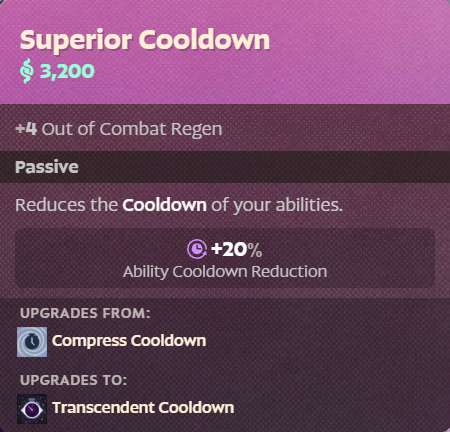 Superior Cooldown
3,200
+4 Out of Combat Regen
Passive
Reduces the Cooldown of your abilities.
+20%
Ability Cooldown Reduction
UPGRADES FROM:
Compress Cooldown
UPGRADES TO:
Transcendent Cooldown